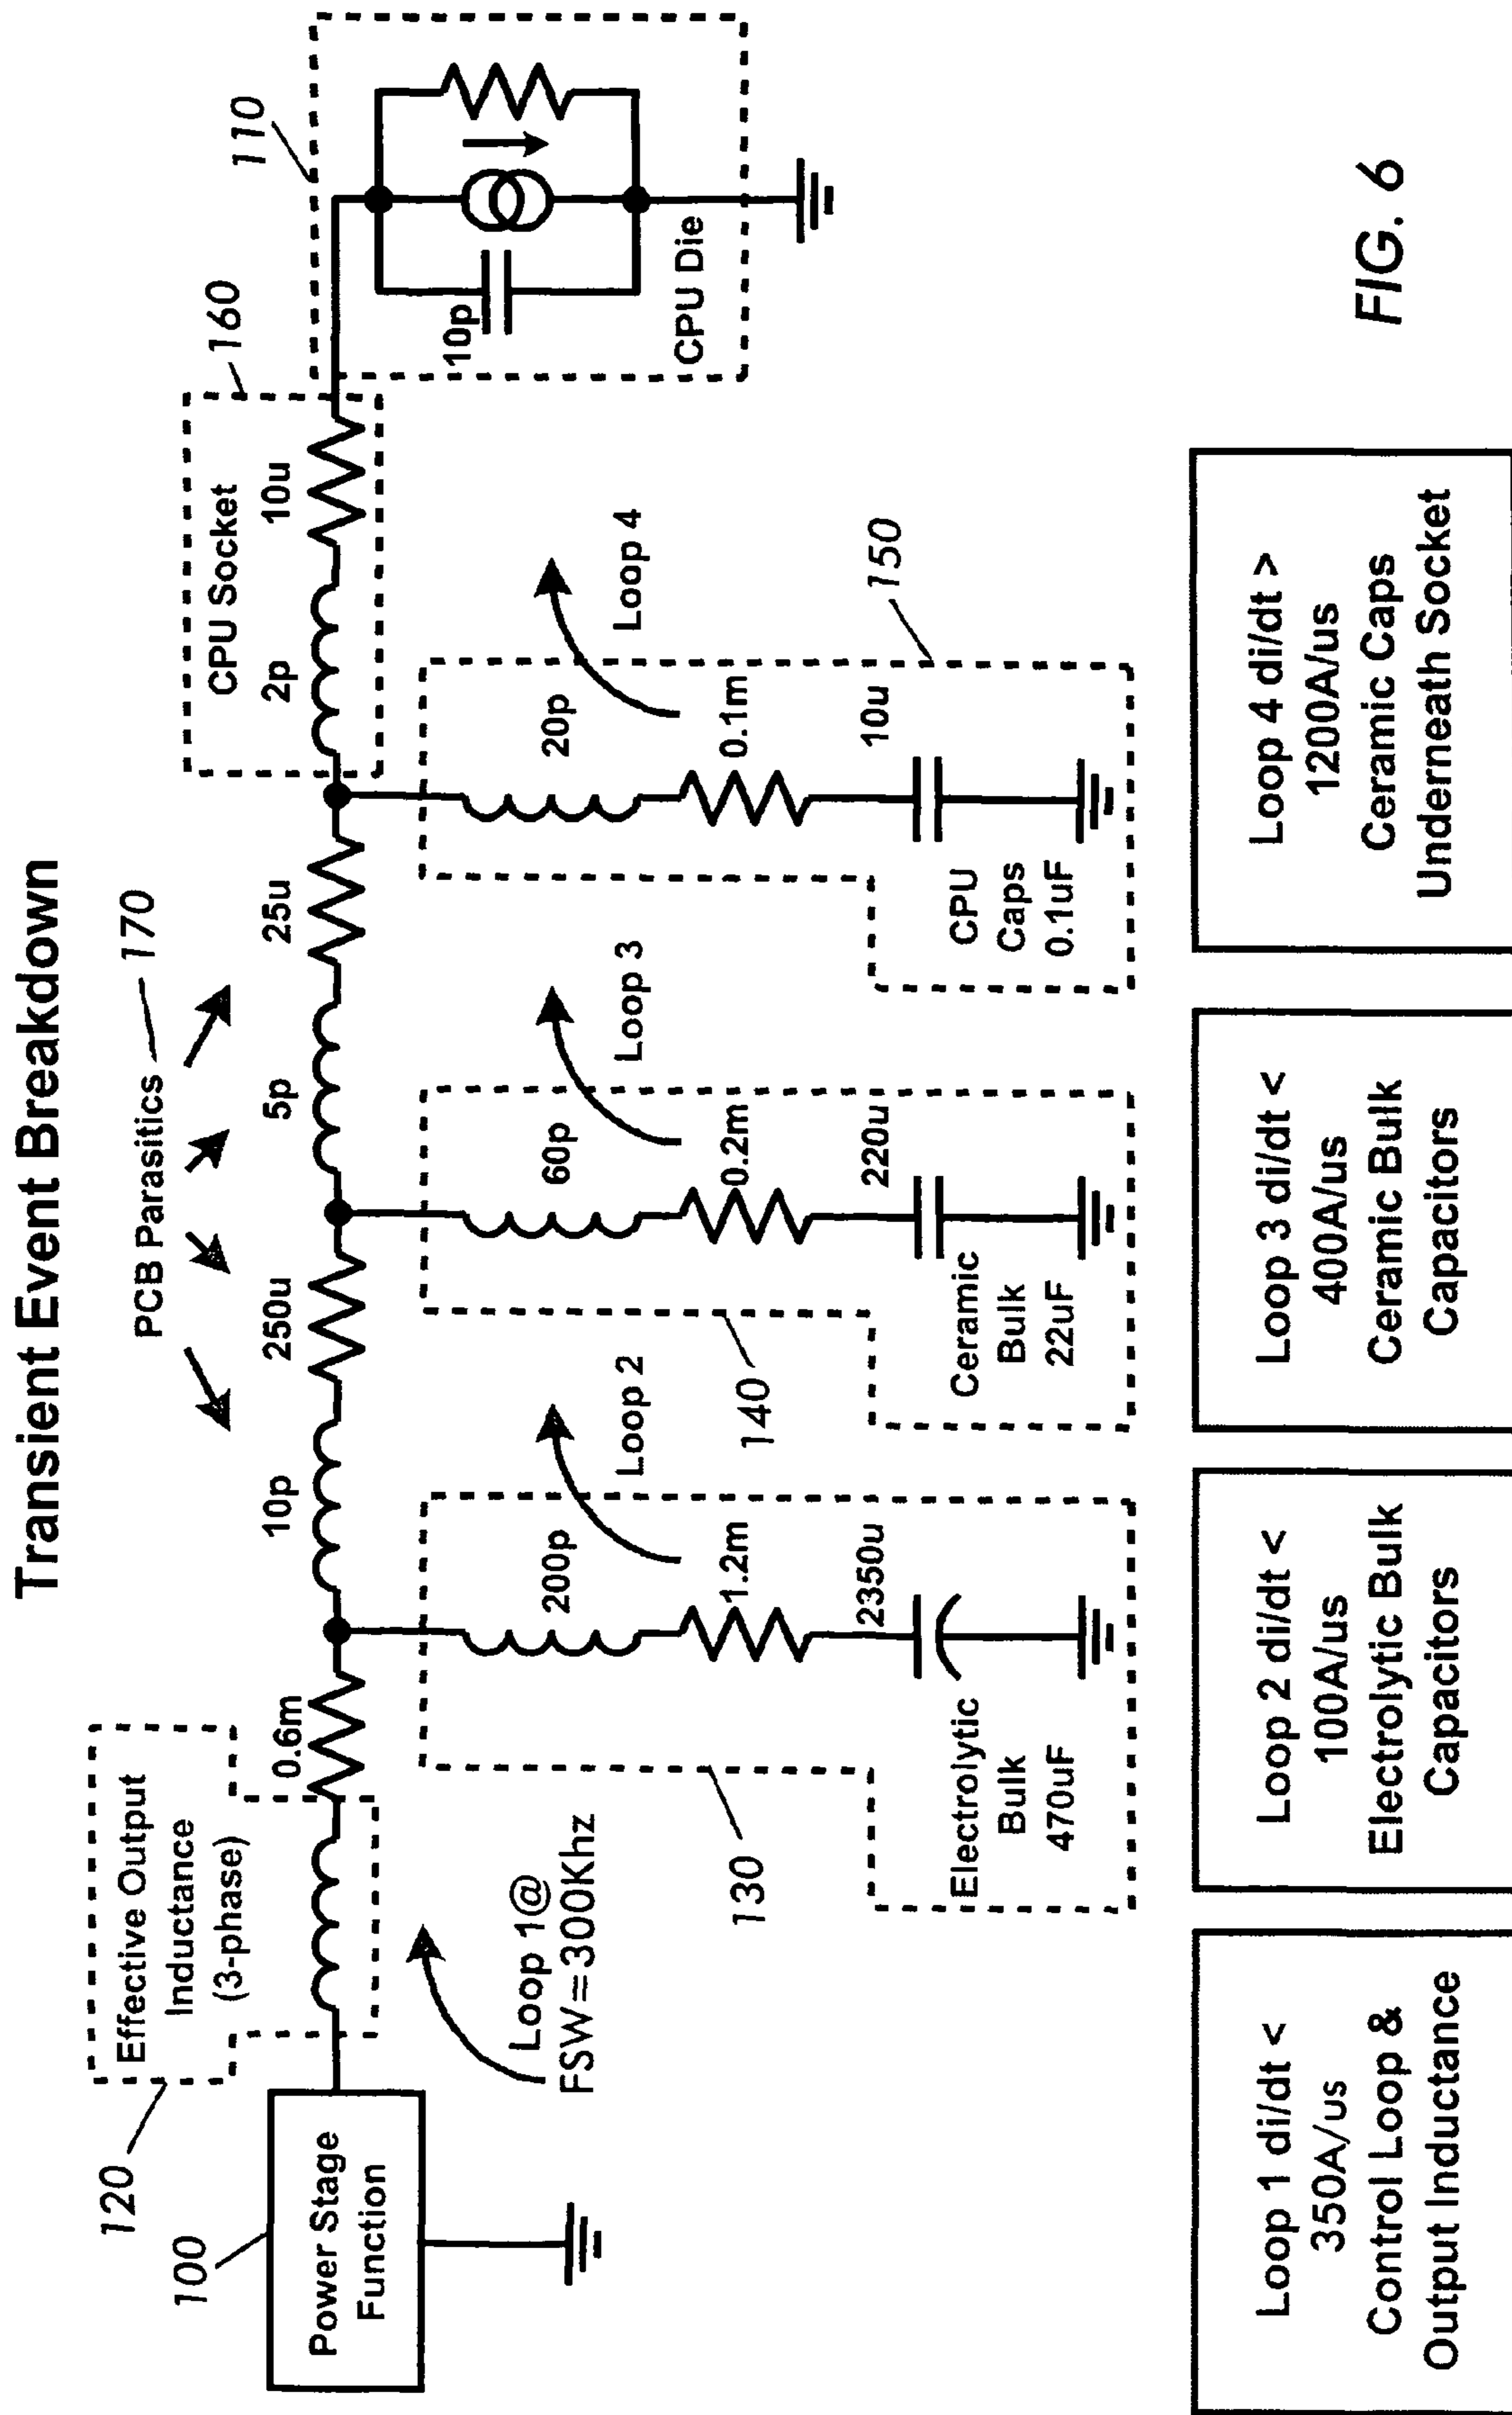 Transient Event Breakdown
PCB Parasitics
170
120
Effective Output
Inductance
(3-phase)
100
Power Stage
Function
0.6m
10p
250u
5p
25u
CPU Socket
160
2p
10u
110
10p
CPU Die
Loop 1@
FSW=300Khz
130
200p
1.2m
2350u
Electrolytic
Bulk
470uF
Loop 2
140
60p
0.2m
220u
Ceramic
Bulk
22uF
Loop 3
150
20p
0.1m
10u
CPU
Caps
0.1uF
Loop 4
Loop 1 di/dt <
350A/us
Control Loop &
Output Inductance
Loop 2 di/dt <
100A/us
Electrolytic Bulk
Capacitors
Loop 3 di/dt <
400A/us
Ceramic Bulk
Capacitors
Loop 4 di/dt >
1200A/us
Ceramic Caps
Underneath Socket
FIG. 6